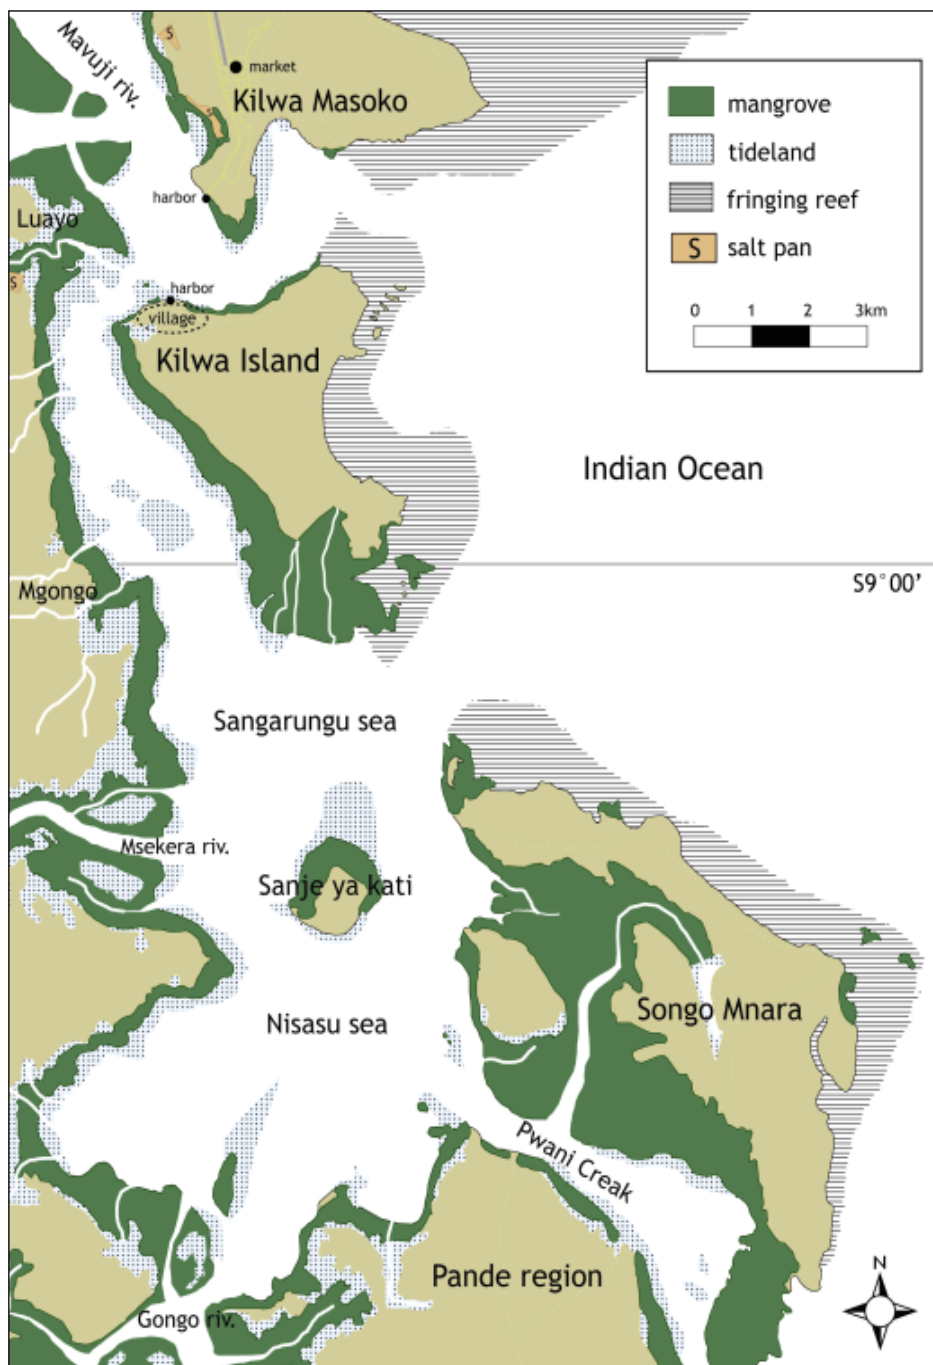 Mavuji riv.
S
market
Kilwa Masoko
mangrove
tideland
fringing reef
S salt pan
0 1 2 3km
harbor
Luayo
S
harbor
village
Kilwa Island
Indian Ocean
S9°00'
Mgongo
Sangarungu sea
Msekera riv.
Sanje ya kati
Nisasu sea
Songo Mnara
Pwani Creak
Pande region
N
Gongo riv.